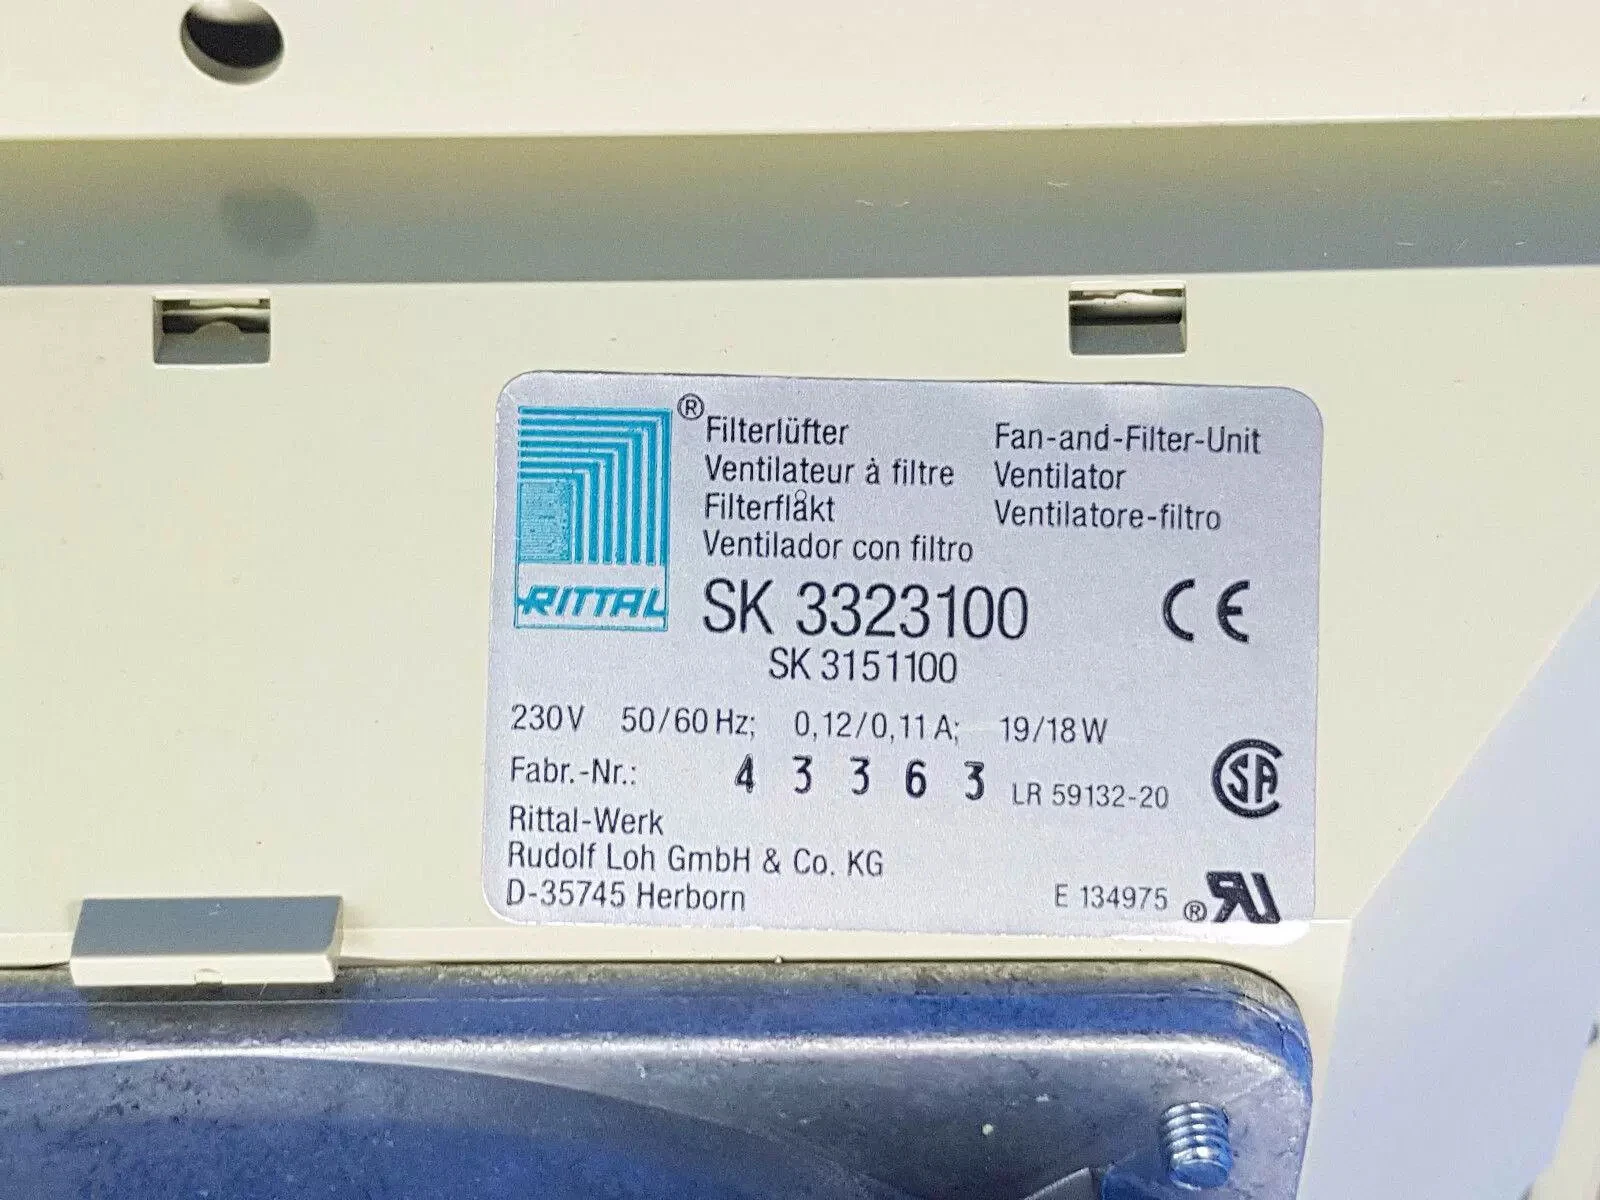 ®
Filterlüfter Fan-and-Filter-Unit
Ventilateur à filtre Ventilator
Filterfläkt Ventilatore-filtro
Ventilador con filtro
RITTAL
SK 3323100 CE
SK 3151100
230V 50/60 Hz; 0,12/0,11 A; 19/18 W
Fabr.-Nr.: 4 3 3 6 3 LR 59132-20 SA
Rittal-Werk
Rudolf Loh GmbH & Co. KG
D-35745 Herborn E 134975 ® RU